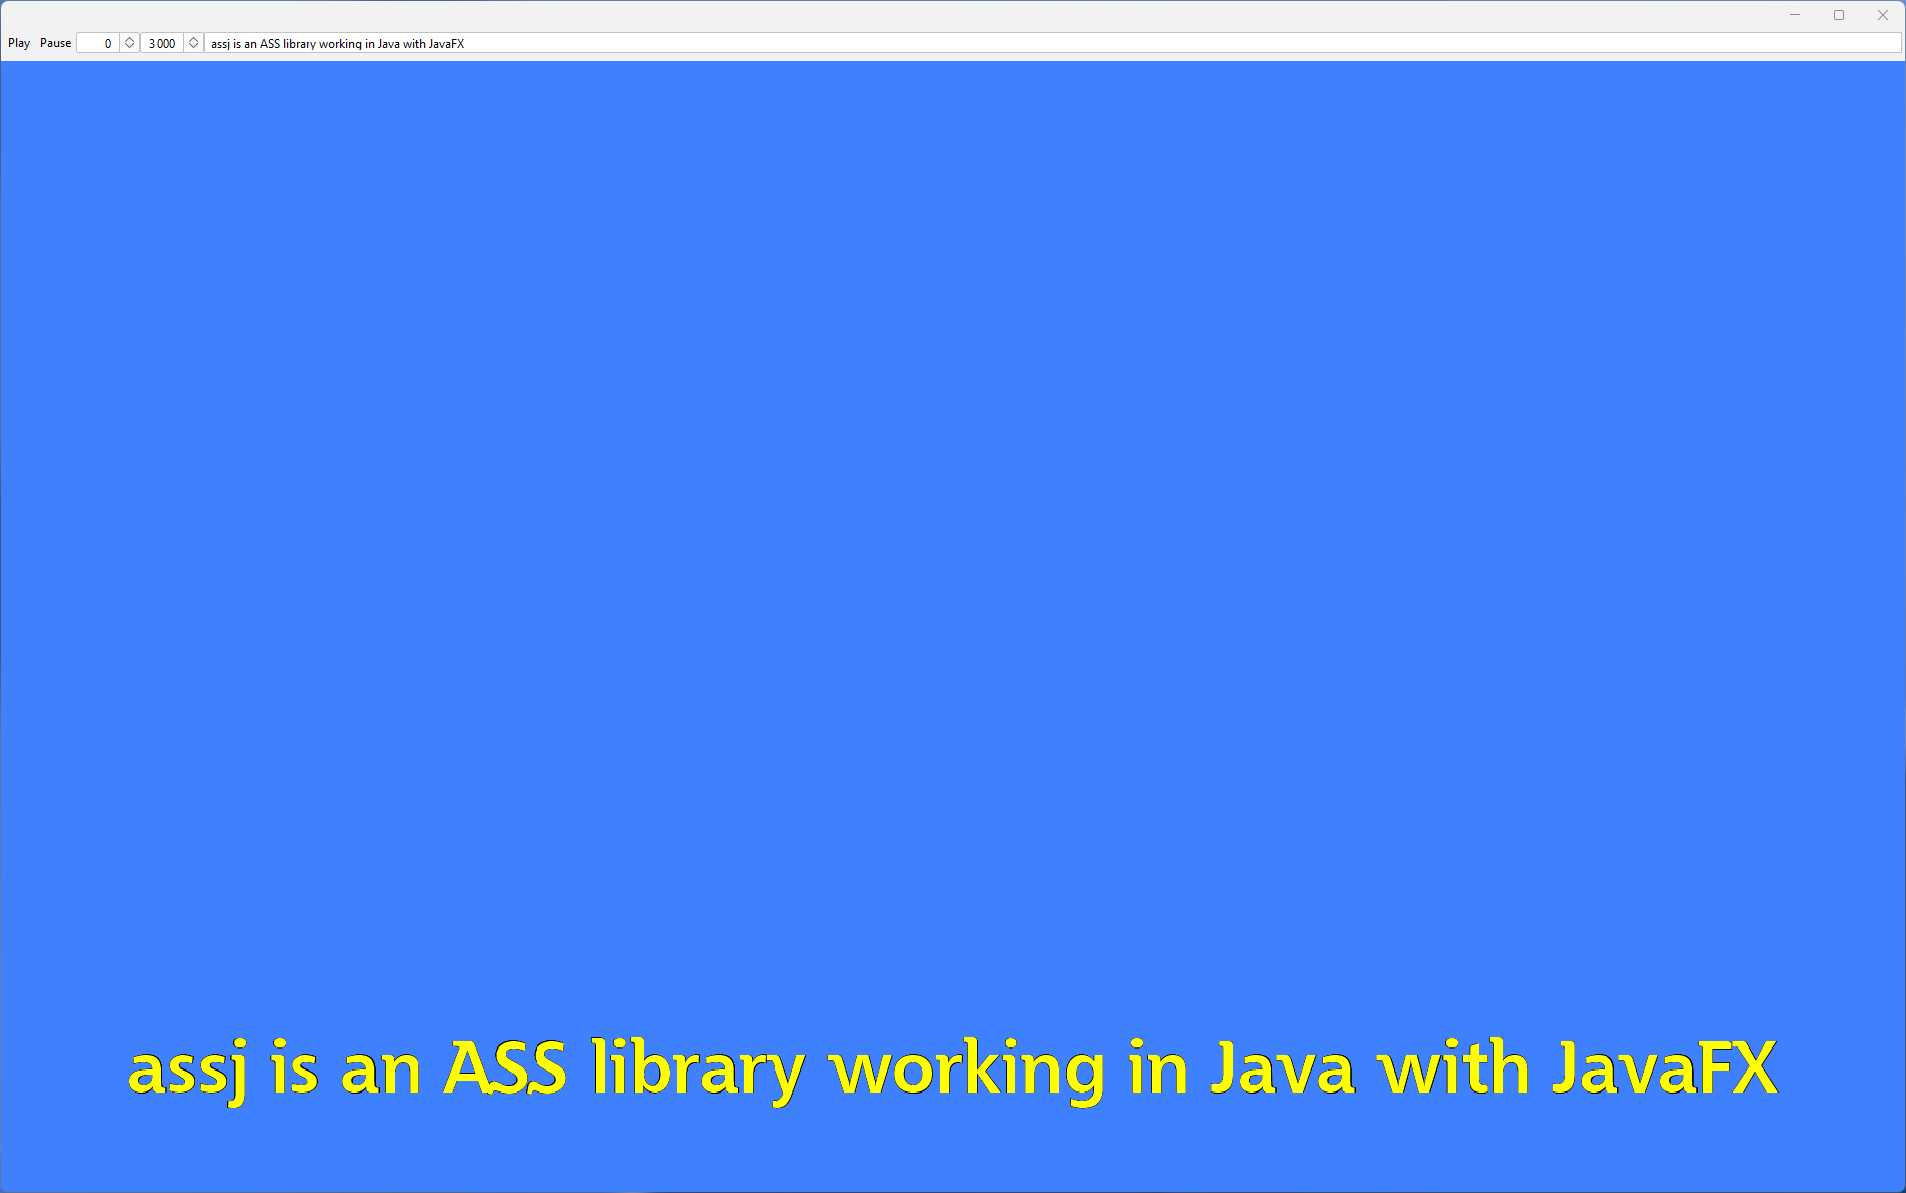 Play Pause 0 3 000 assj is an ASS library working in Java with JavaFX
assj is an ASS library working in Java with JavaFX